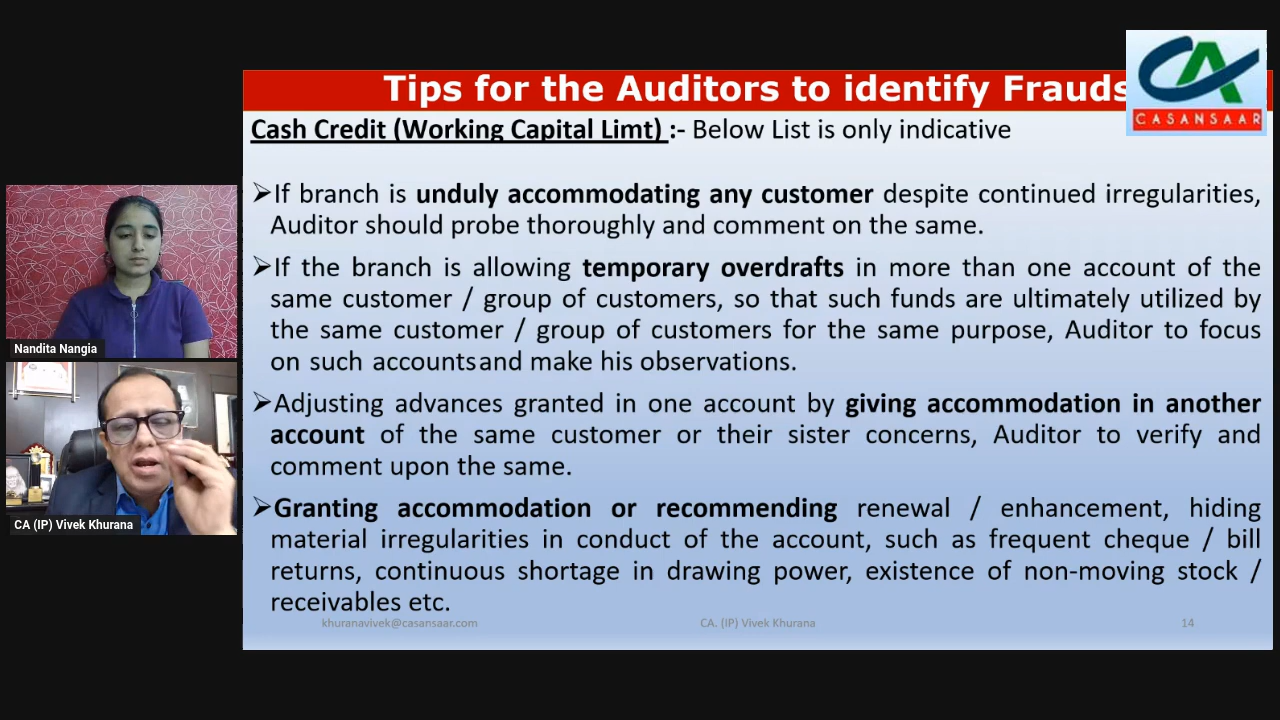 Tips for the Auditors to identify Frauds
CA
CASANSAAR
Cash Credit (Working Capital Limt) :- Below List is only indicative
➢If branch is unduly accommodating any customer despite continued irregularities,
Auditor should probe thoroughly and comment on the same.
➢If the branch is allowing temporary overdrafts in more than one account of the
same customer / group of customers, so that such funds are ultimately utilized by
the same customer / group of customers for the same purpose, Auditor to focus
on such accounts and make his observations.
➢Adjusting advances granted in one account by giving accommodation in another
account of the same customer or their sister concerns, Auditor to verify and
comment upon the same.
➢Granting accommodation or recommending renewal / enhancement, hiding
material irregularities in conduct of the account, such as frequent cheque / bill
returns, continuous shortage in drawing power, existence of non-moving stock /
receivables etc.
khuranavivek@casansaar.com CA. (IP) Vivek Khurana 14
Nandita Nangia
CA (IP) Vivek Khurana